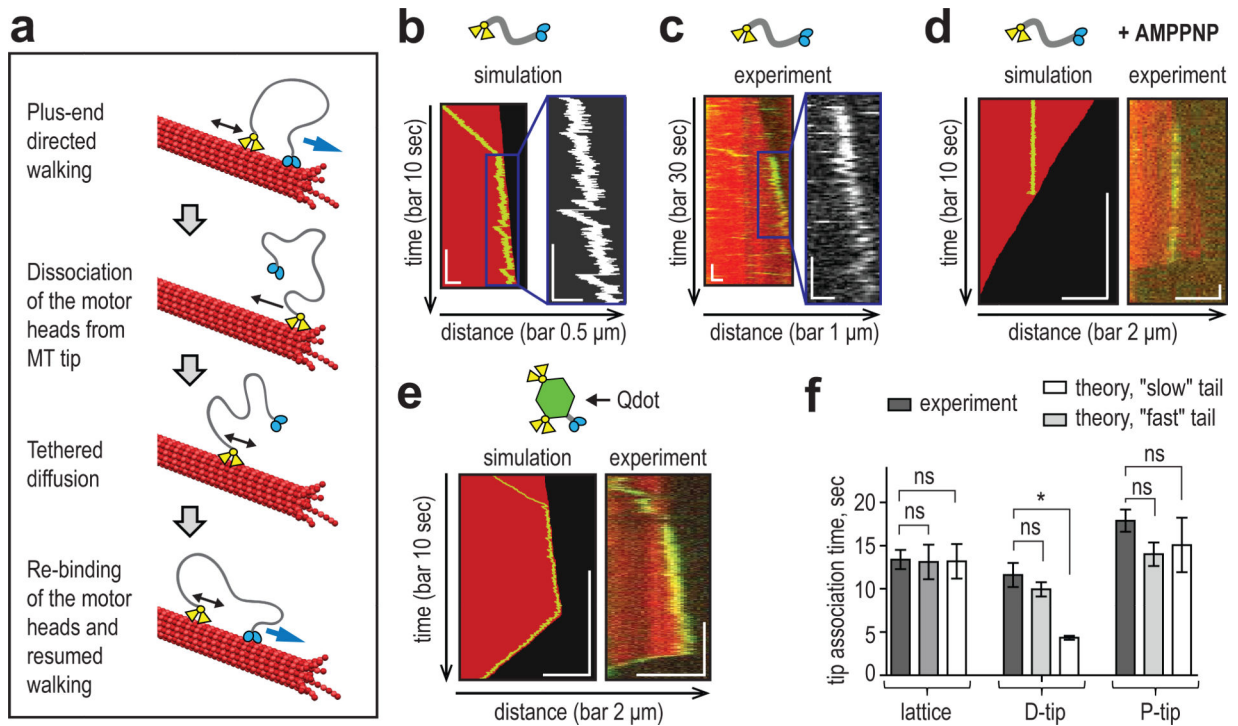 a
Plus-end
directed
walking
Dissociation
of the motor
heads from
MT tip
Tethered
diffusion
Re-binding
of the motor
heads and
resumed
walking
b
simulation
time (bar 10 sec)
distance (bar 0.5 µm)
c
experiment
time (bar 30 sec)
distance (bar 1 µm)
d
+ AMPPNP
simulation
experiment
time (bar 10 sec)
distance (bar 2 µm)
e
Qdot
simulation
experiment
time (bar 10 sec)
distance (bar 2 µm)
f
experiment
theory, "slow" tail
theory, "fast" tail
tip association time, sec
20
15
10
5
0
ns
ns
*
ns
ns
ns
lattice
D-tip
P-tip